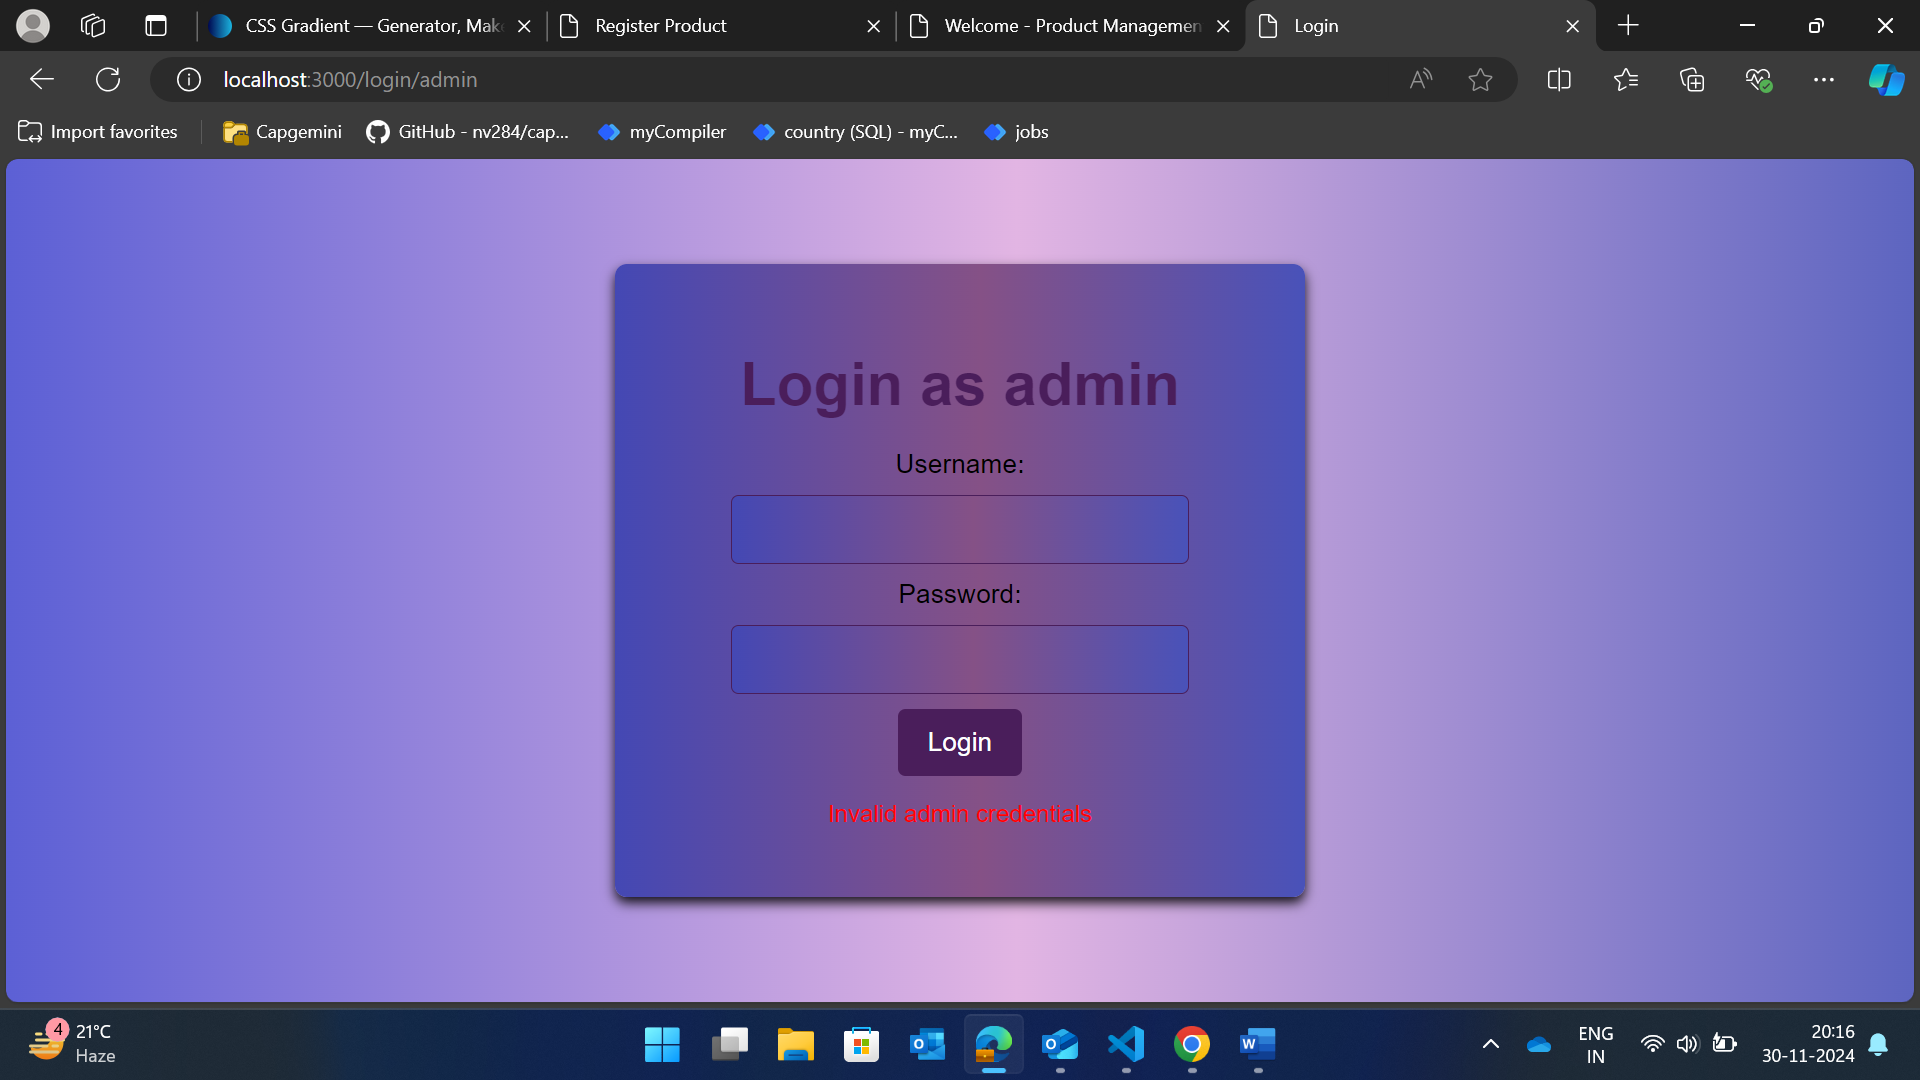 CSS Gradient — Generator, Mak
Register Product
Welcome - Product Managemen
Login
localhost:3000/login/admin
Import favorites
Capgemini
GitHub - nv284/cap...
myCompiler
country (SQL) - myC...
jobs
Login as admin
Username:
Password:
Login
Invalid admin credentials
4
21°C
Haze
ENG
IN
20:16
30-11-2024